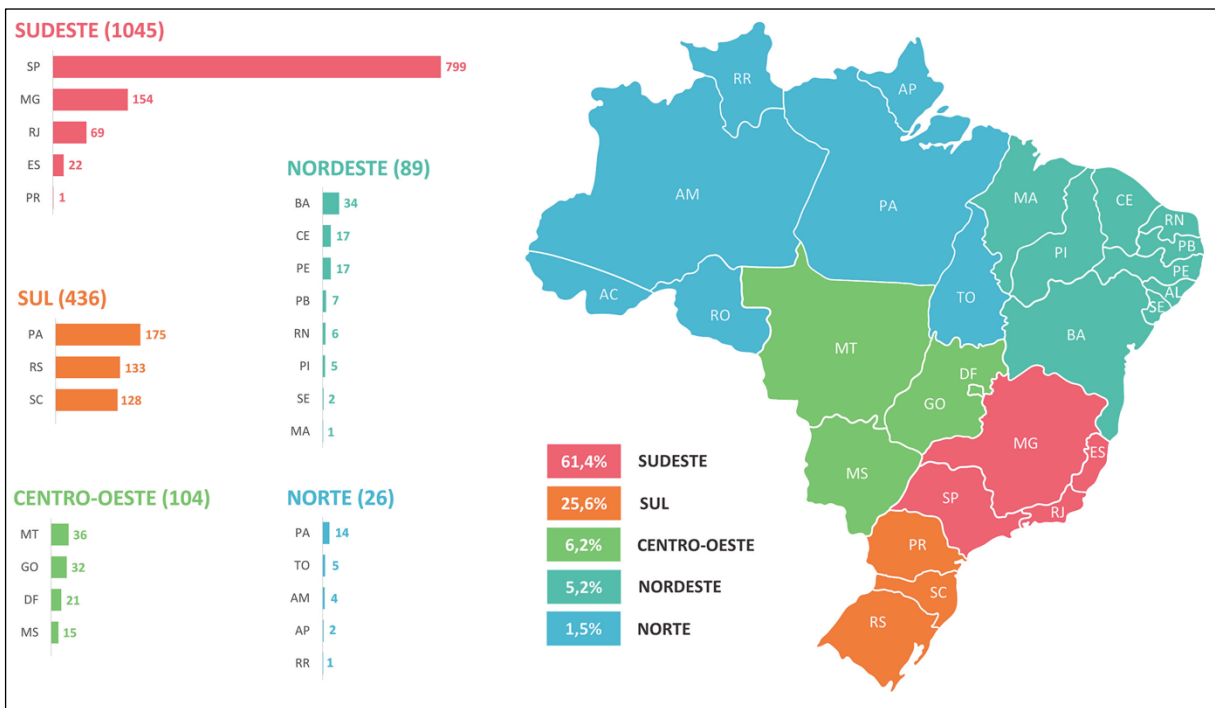 SUDESTE (1045)
SP 799
MG 154
RJ 69
ES 22
PR 1
NORDESTE (89)
BA 34
CE 17
PE 17
PB 7
RN 6
PI 5
SE 2
MA 1
SUL (436)
PA 175
RS 133
SC 128
CENTRO-OESTE (104)
MT 36
GO 32
DF 21
MS 15
NORTE (26)
PA 14
TO 5
AM 4
AP 2
RR 1
61,4% SUDESTE
25,6% SUL
6,2% CENTRO-OESTE
5,2% NORDESTE
1,5% NORTE
RR
AP
AM
PA
MA
CE
RN
PB
PI
PE
AL
SE
AC
RO
TO
BA
MT
DF
GO
MG
ES
MS
SP
RJ
PR
SC
RS